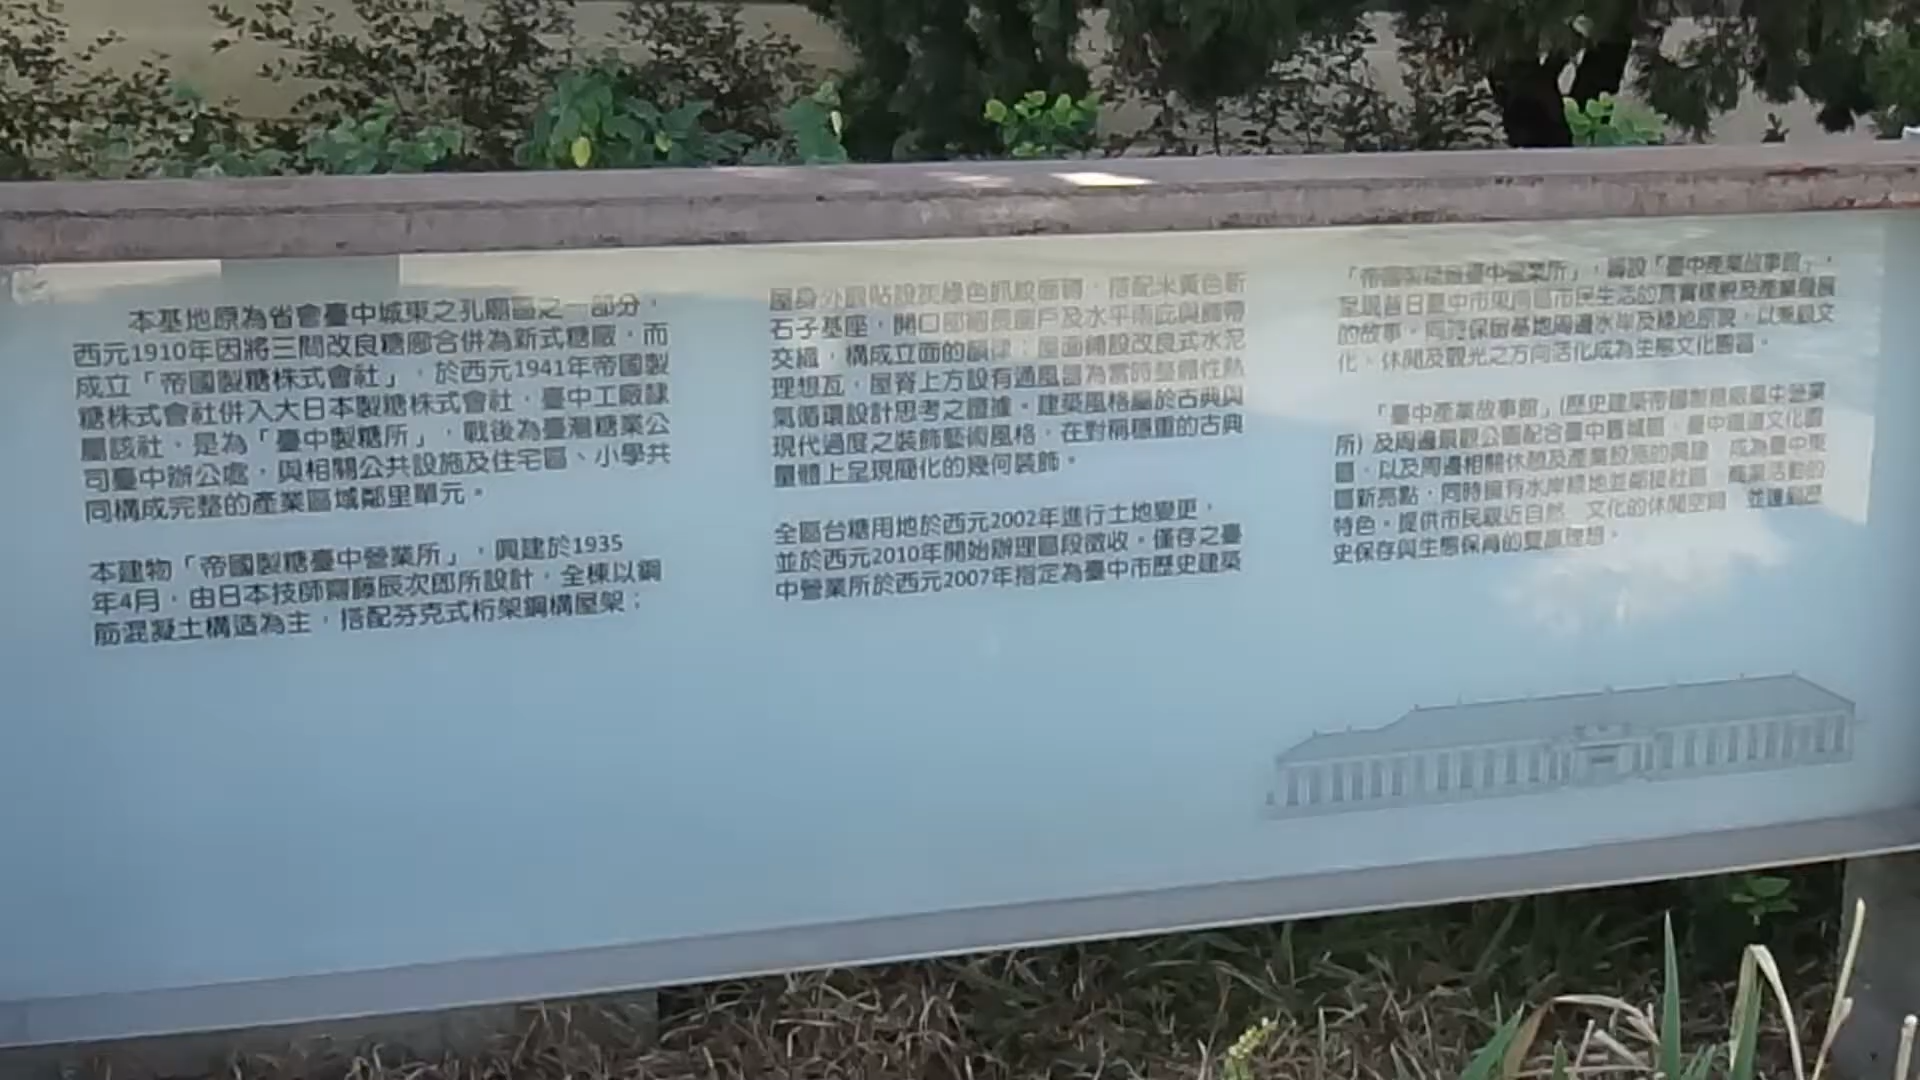 本基地原為省會臺中城東之孔廟區之一部分，
西元1910年因將三間改良糖廍合併為新式糖廠，而
成立「帝國製糖株式會社」，於西元1941年帝國製
糖株式會社併入大日本製糖株式會社，臺中工廠隸
屬該社，是為「臺中製糖所」，戰後為臺灣糖業公
司臺中辦公處，與相關公共設施及住宅區、小學共
同構成完整的產業區域鄰里單元。
本建物「帝國製糖臺中營業所」，興建於1935
年4月，由日本技師齋藤辰次郎所設計，全棟以鋼
筋混凝土構造為主，搭配芬克式桁架鋼構屋架；
屋身外觀貼設灰綠色抓紋面磚，搭配米黃色新
石子基座，開口部細長窗戶及水平雨庇與飾帶
交織，構成立面的韻律；屋面鋪設改良式水泥
理想瓦，屋脊上方設有通風器為當時整體性熱
氣循環設計思考之證據。建築風格屬於古典與
現代過度之裝飾藝術風格，在對稱穩重的古典
量體上呈現簡化的幾何裝飾。
全區台糖用地於西元2002年進行土地變更，
並於西元2010年開始辦理區段徵收。僅存之臺
中營業所於西元2007年指定為臺中市歷史建築
「帝國製糖廠臺中營業所」，籌設「臺中產業故事館」，
呈現昔日臺中市東南區市民生活的真實樣貌及產業發展
的故事。同時保留基地周邊水岸及綠地原貌，以兼顧文
化、休閒及觀光之方向活化成為生態文化園區。
「臺中產業故事館」(歷史建築帝國製糖廠臺中營業
所) 及周邊景觀公園配合臺中舊城區、臺中鐵道文化園
區，以及周邊相關休憩及產業設施的興建，成為臺中東
區新亮點，同時擁有水岸綠地並鄰接社區、商業活動的
特色。提供市民親近自然、文化的休閒空間，並達到歷
史保存與生態保育的雙贏理想。